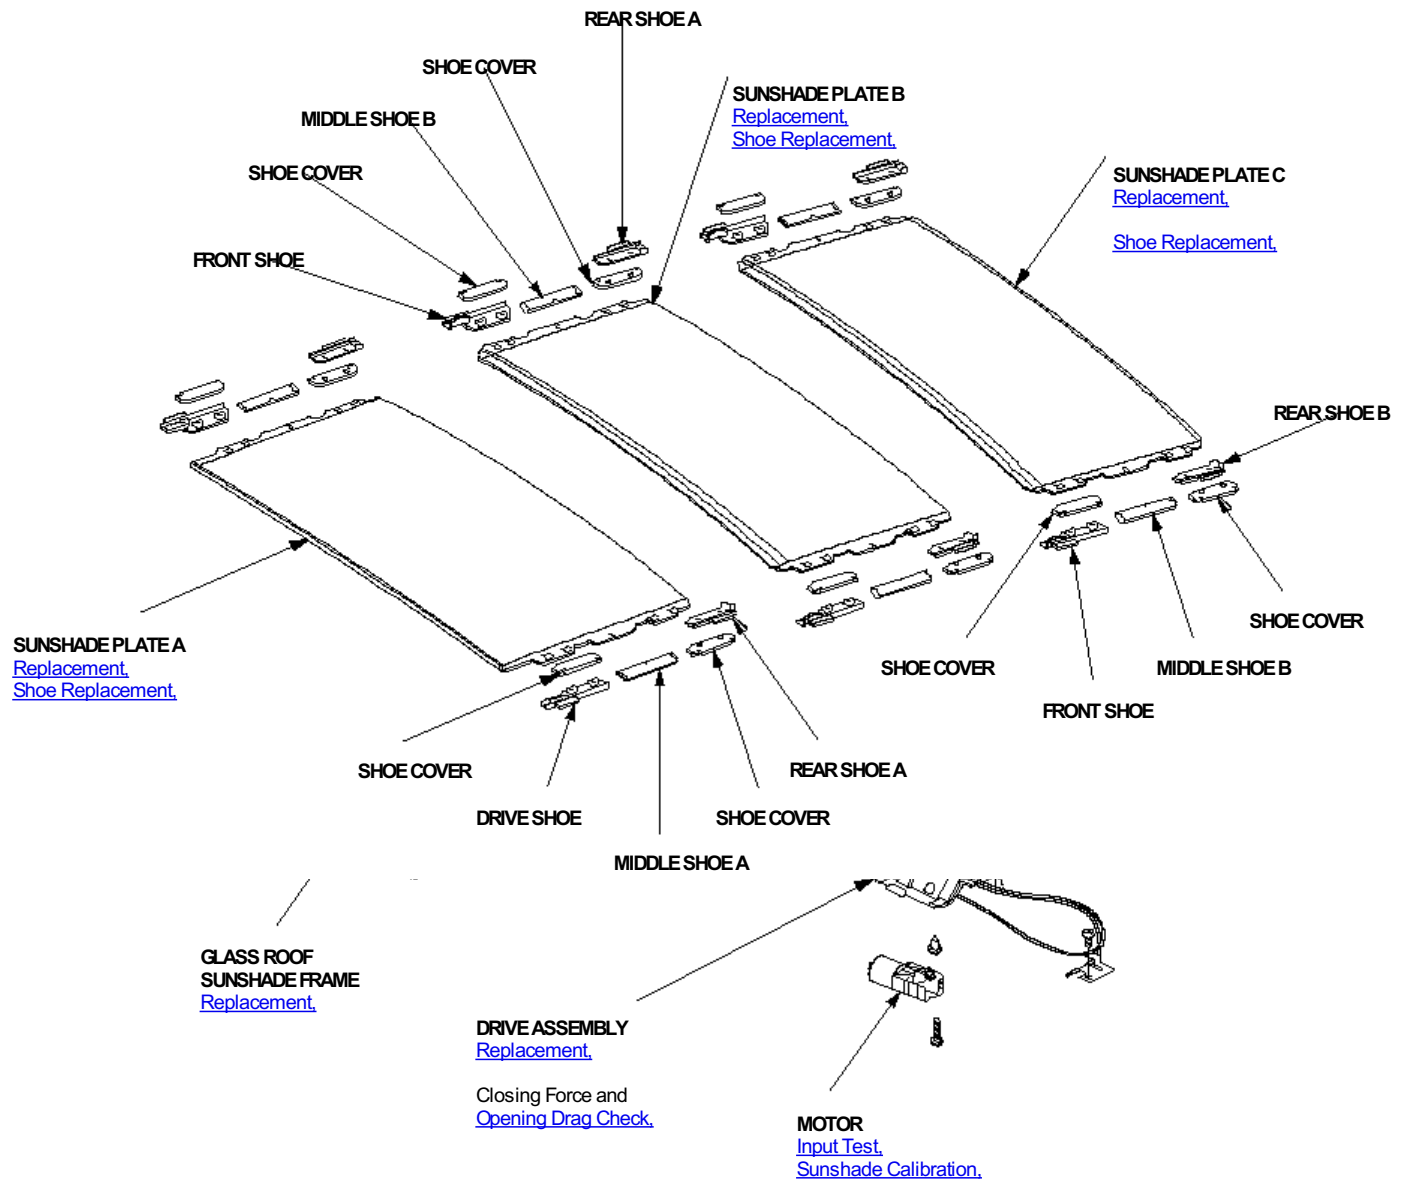 REAR SHOE A
SHOE COVER
SUNSHADE PLATE B
Replacement,
Shoe Replacement,
MIDDLE SHOE B
SHOE COVER
SUNSHADE PLATE C
Replacement,
Shoe Replacement,
FRONT SHOE
REAR SHOE B
SHOE COVER
SUNSHADE PLATE A
Replacement,
Shoe Replacement,
SHOE COVER
MIDDLE SHOE B
FRONT SHOE
SHOE COVER
REAR SHOE A
DRIVE SHOE
SHOE COVER
MIDDLE SHOE A
GLASS ROOF
SUNSHADE FRAME
Replacement,
DRIVE ASSEMBLY
Replacement,
Closing Force and
Opening Drag Check,
MOTOR
Input Test,
Sunshade Calibration,